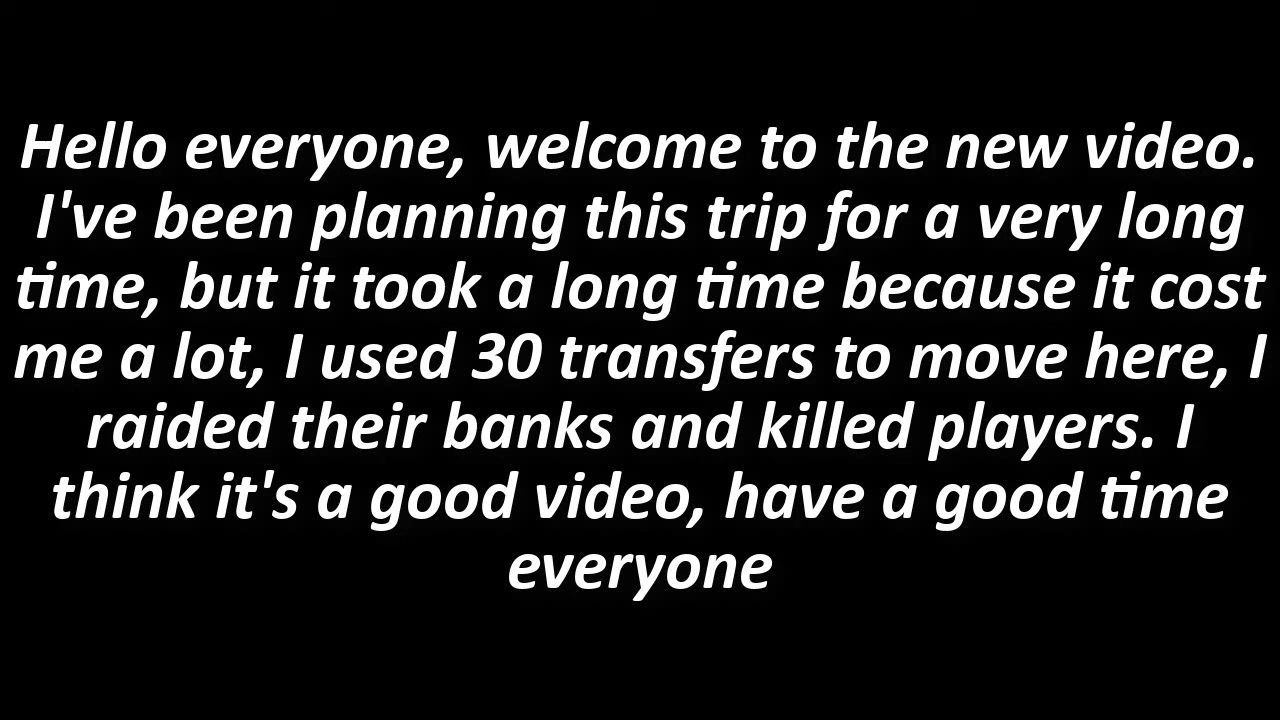 Hello everyone, welcome to the new video.
I've been planning this trip for a very long
time, but it took a long time because it cost
me a lot, I used 30 transfers to move here, I
raided their banks and killed players. I
think it's a good video, have a good time
everyone